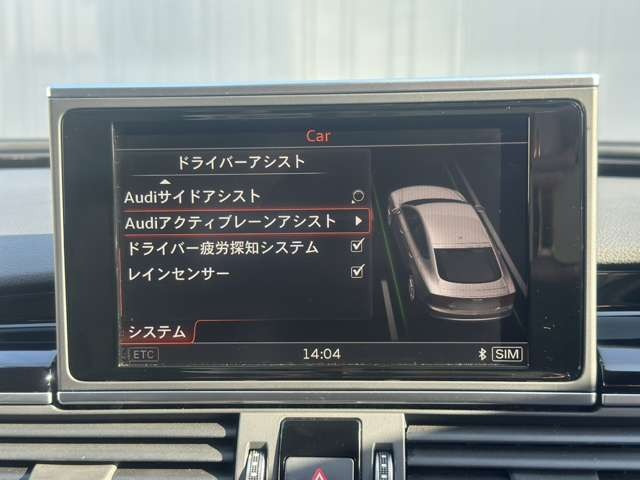 Car
ドライバーアシスト
Audiサイドアシスト
Audiアクティブレーンアシスト
ドライバー疲労探知システム
レインセンサー
システム
ETC 14:04 SIM